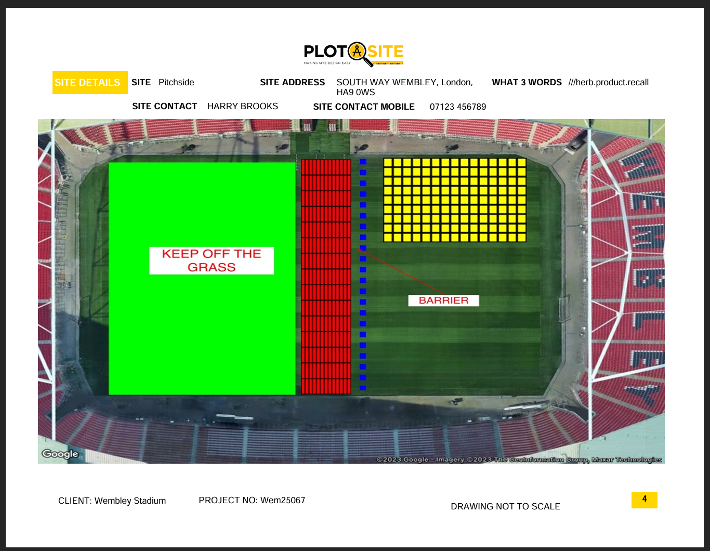 PLOT A SITE
SITE DETAILS SITE Pitchside SITE ADDRESS SOUTH WAY WEMBLEY, London, HA9 0WS WHAT 3 WORDS ///herb.product.recall
SITE CONTACT HARRY BROOKS SITE CONTACT MOBILE 07123 456789
KEEP OFF THE
GRASS
BARRIER
WEMBLEY
Google
©2023 Google - Imagery ©2023 The GeoInformation Group, Maxar Technologies
CLIENT: Wembley Stadium PROJECT NO: Wem25067 DRAWING NOT TO SCALE 4